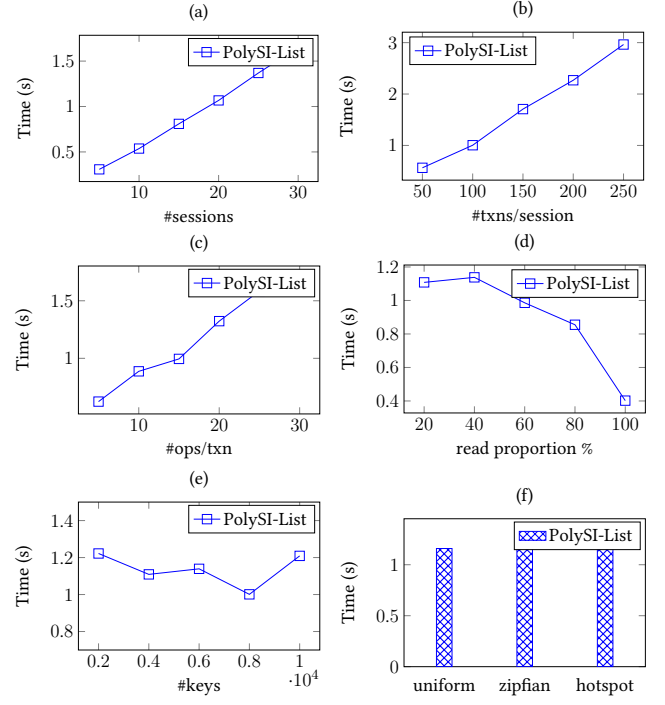 (a)
PolySI-List
1.5
1
0.5
Time (s)
10
20
30
#sessions
(b)
PolySI-List
3
2
1
Time (s)
50
100
150
200
250
#txns/session
(c)
PolySI-List
1.5
1
Time (s)
10
20
30
#ops/txn
(d)
PolySI-List
1.2
1
0.8
0.6
0.4
Time (s)
20
40
60
80
100
read proportion %
(e)
PolySI-List
1.4
1.2
1
0.8
Time (s)
0.2
0.4
0.6
0.8
1
·10⁴
#keys
(f)
PolySI-List
1
0.5
0
Time (s)
uniform
zipfian
hotspot